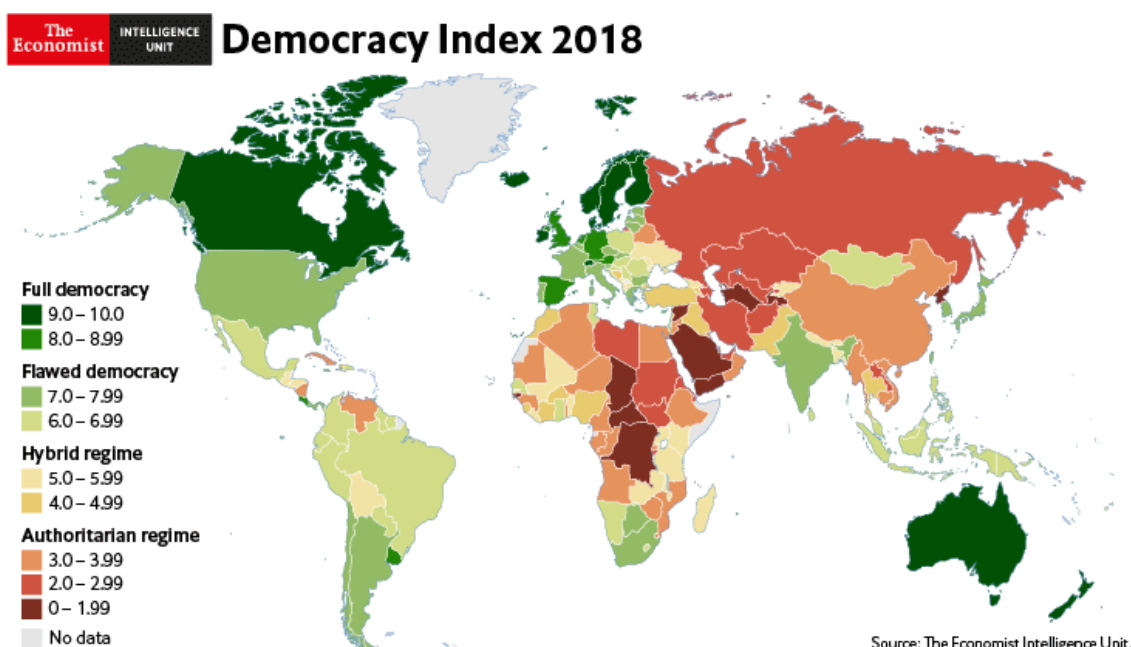 The
Economist
INTELLIGENCE
UNIT
Democracy Index 2018
Full democracy
9.0 – 10.0
8.0 – 8.99
Flawed democracy
7.0 – 7.99
6.0 – 6.99
Hybrid regime
5.0 – 5.99
4.0 – 4.99
Authoritarian regime
3.0 – 3.99
2.0 – 2.99
0 – 1.99
No data
Source: The Economist Intelligence Unit.